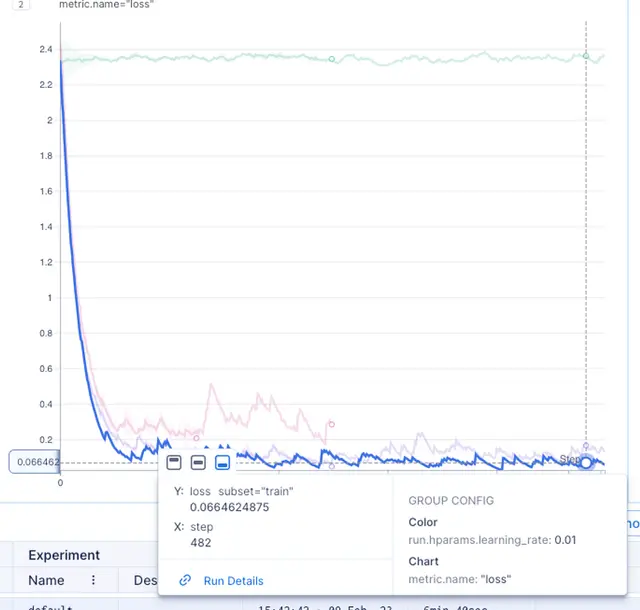 2
metric.name="loss"
2.4
2.2
2
1.8
1.6
1.4
1.2
1
0.8
0.6
0.4
0.2
0.066462
Step
0
Y: loss subset="train"
0.0664624875
X: step
482
Run Details
GROUP CONFIG
Color
run.hparams.learning_rate: 0.01
Chart
metric.name: "loss"
Experiment
Name
Des
default
15:42:42 · 09 Feb, 23
6min 40sec